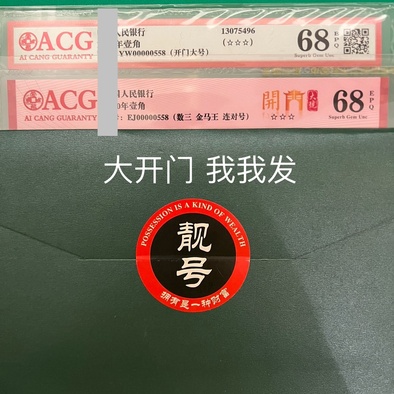 ACG
AI CANG GUARANTY
人民银行
年壹角
YW00000558 (开门大号)
13075496
(☆☆☆)
68
EPQ
Superb Gem Unc
ACG
AI CANG GUARANTY
人民银行
0年壹角
EJ00000558 (数三 金马王 连对号)
開門
大號
☆☆☆
68
EPQ
Superb Gem Unc
大开门 我我发
POSSESSION IS A KIND OF WEALTH
靓号
拥有是一种财富